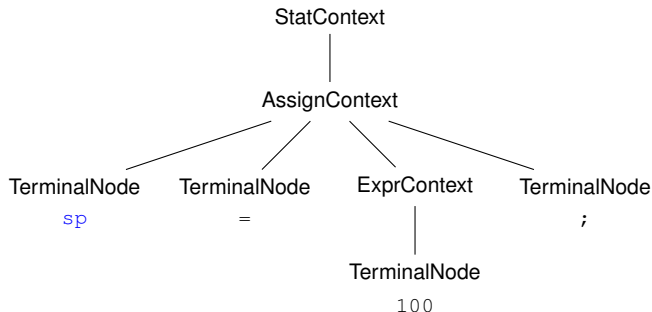 StatContext
AssignContext
TerminalNode TerminalNode ExprContext TerminalNode
sp = ;
TerminalNode
100